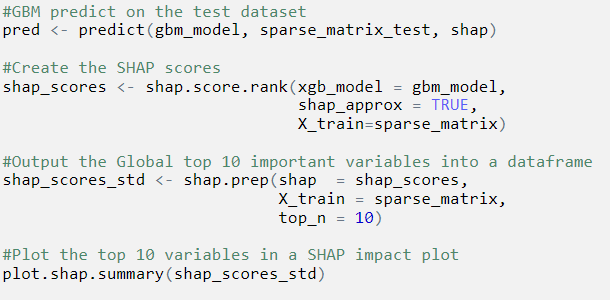 #GBM predict on the test dataset
pred <- predict(gbm_model, sparse_matrix_test, shap)
#Create the SHAP scores
shap_scores <- shap.score.rank(xgb_model = gbm_model,
shap_approx = TRUE,
X_train=sparse_matrix)
#Output the Global top 10 important variables into a dataframe
shap_scores_std <- shap.prep(shap  = shap_scores,
X_train = sparse_matrix,
top_n = 10)
#Plot the top 10 variables in a SHAP impact plot
plot.shap.summary(shap_scores_std)